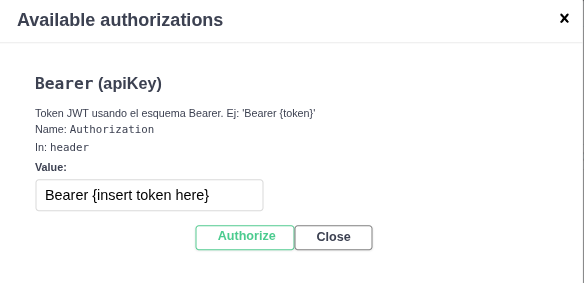 Available authorizations ×
Bearer (apiKey)
Token JWT usando el esquema Bearer. Ej: 'Bearer {token}'
Name: Authorization
In: header
Value:
Bearer {insert token here}
Authorize Close